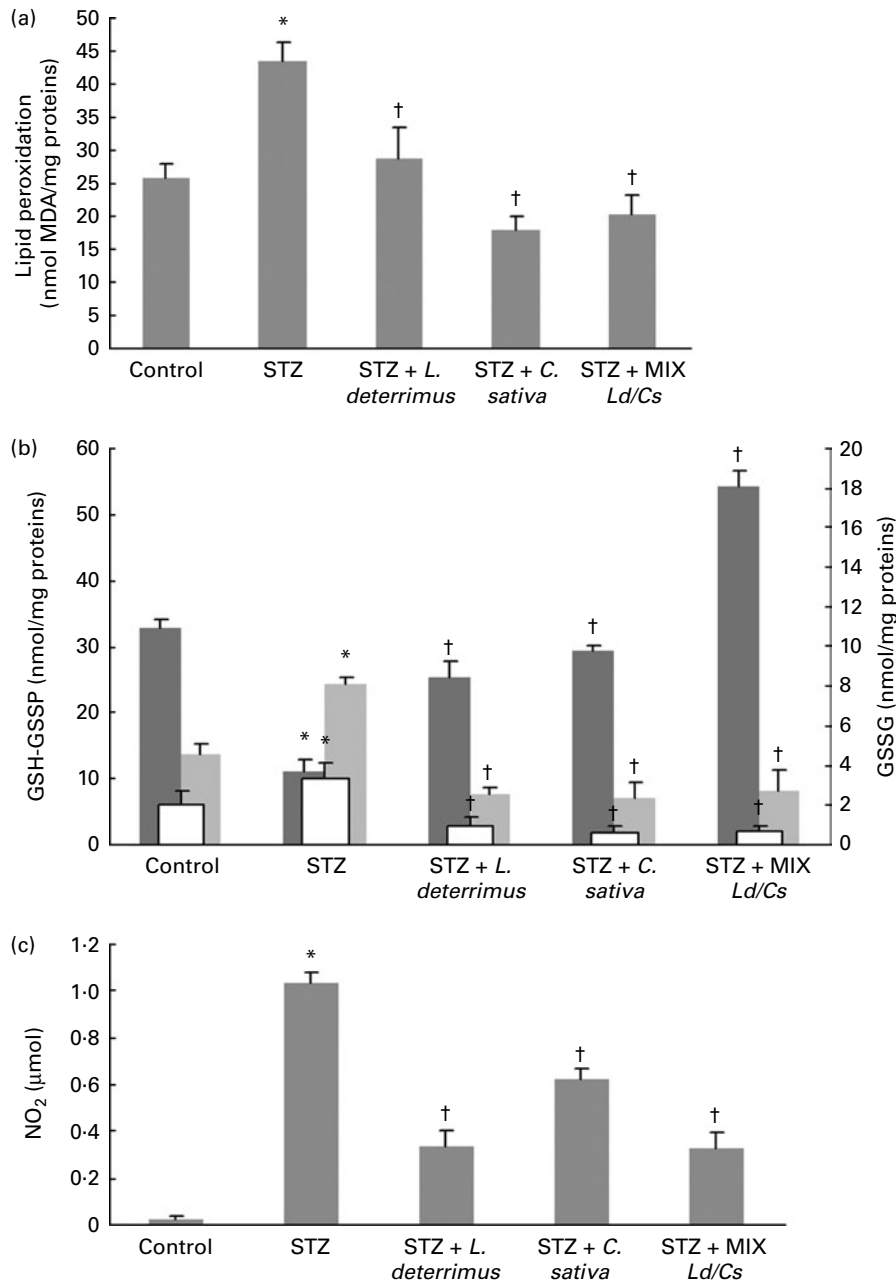 (a)
Lipid peroxidation
(nmol MDA/mg proteins)
50
45
40
35
30
25
20
15
10
5
0
*
†
†
†
Control
STZ
STZ + L.
deterrimus
STZ + C.
sativa
STZ + MIX
Ld/Cs
(b)
GSH-GSSP (nmol/mg proteins)
60
50
40
30
20
10
0
GSSG (nmol/mg proteins)
20
18
16
14
12
10
8
6
4
2
0
* * *
† † †
† † †
† † †
Control
STZ
STZ + L.
deterrimus
STZ + C.
sativa
STZ + MIX
Ld/Cs
(c)
NO2 (μmol)
1·2
1·0
0·8
0·6
0·4
0·2
0
*
†
†
†
Control
STZ
STZ + L.
deterrimus
STZ + C.
sativa
STZ + MIX
Ld/Cs